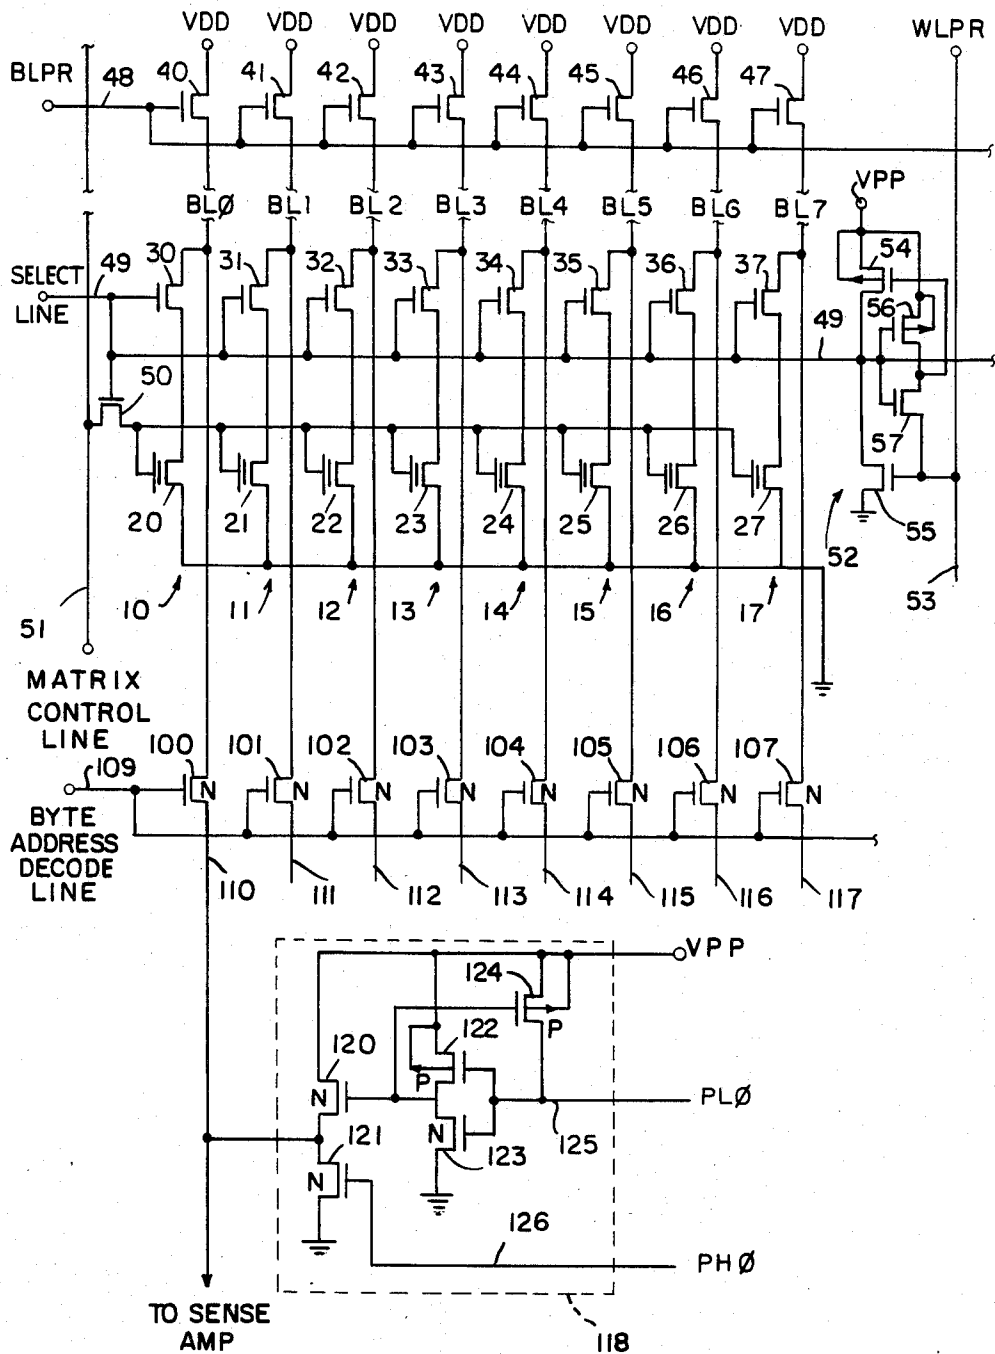 VDD VDD VDD VDD VDD VDD VDD VDD WLPR
BLPR 48 40 41 42 43 44 45 46 47
BLØ BL1 BL2 BL3 BL4 BL5 BL6 BL7 VPP
SELECT LINE 49 30 31 32 33 34 35 36 37 54
56
49
50 57
20 21 22 23 24 25 26 27 52 55
51 10 11 12 13 14 15 16 17 53
MATRIX
CONTROL
LINE
109 100 101 102 103 104 105 106 107
N N N N N N N N
BYTE
ADDRESS
DECODE
LINE
110 111 112 113 114 115 116 117
VPP
124
P
120 122
P
N PLØ
121 N 123 125
N
126
PHØ
TO SENSE
AMP
118